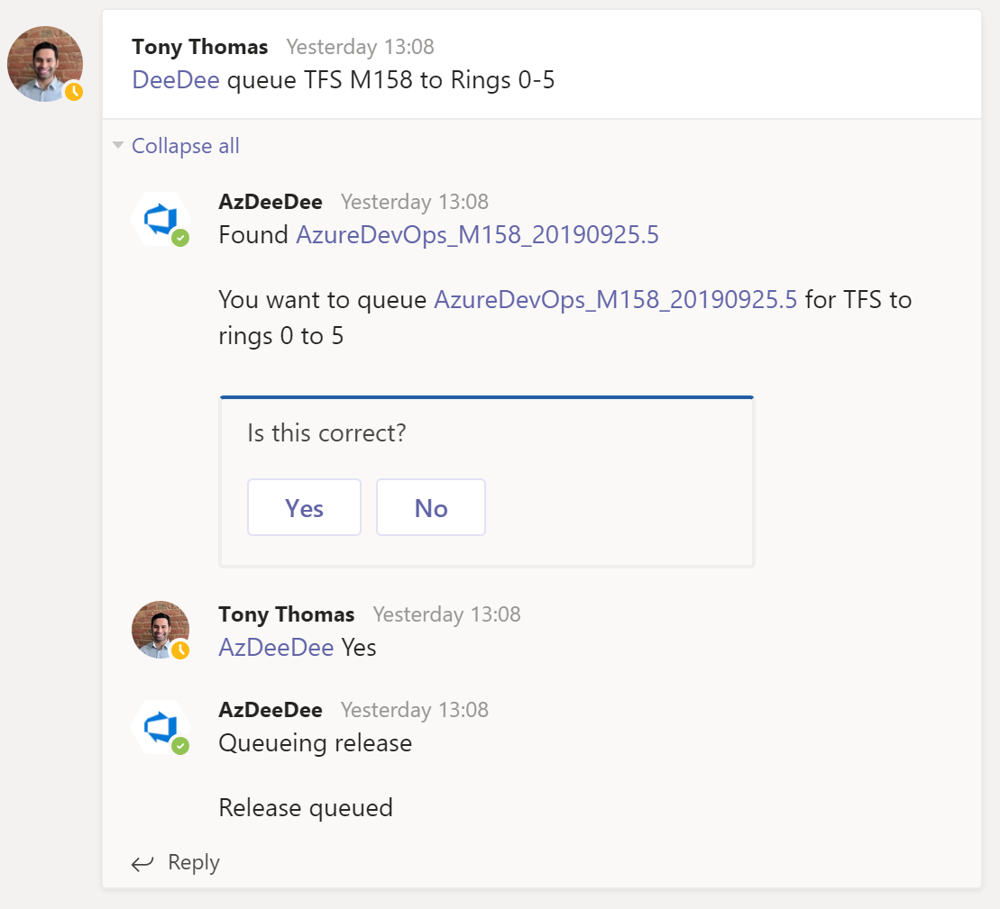 Tony Thomas Yesterday 13:08
DeeDee queue TFS M158 to Rings 0-5
Collapse all
AzDeeDee Yesterday 13:08
Found AzureDevOps_M158_20190925.5
You want to queue AzureDevOps_M158_20190925.5 for TFS to
rings 0 to 5
Is this correct?
Yes No
Tony Thomas Yesterday 13:08
AzDeeDee Yes
AzDeeDee Yesterday 13:08
Queueing release
Release queued
Reply